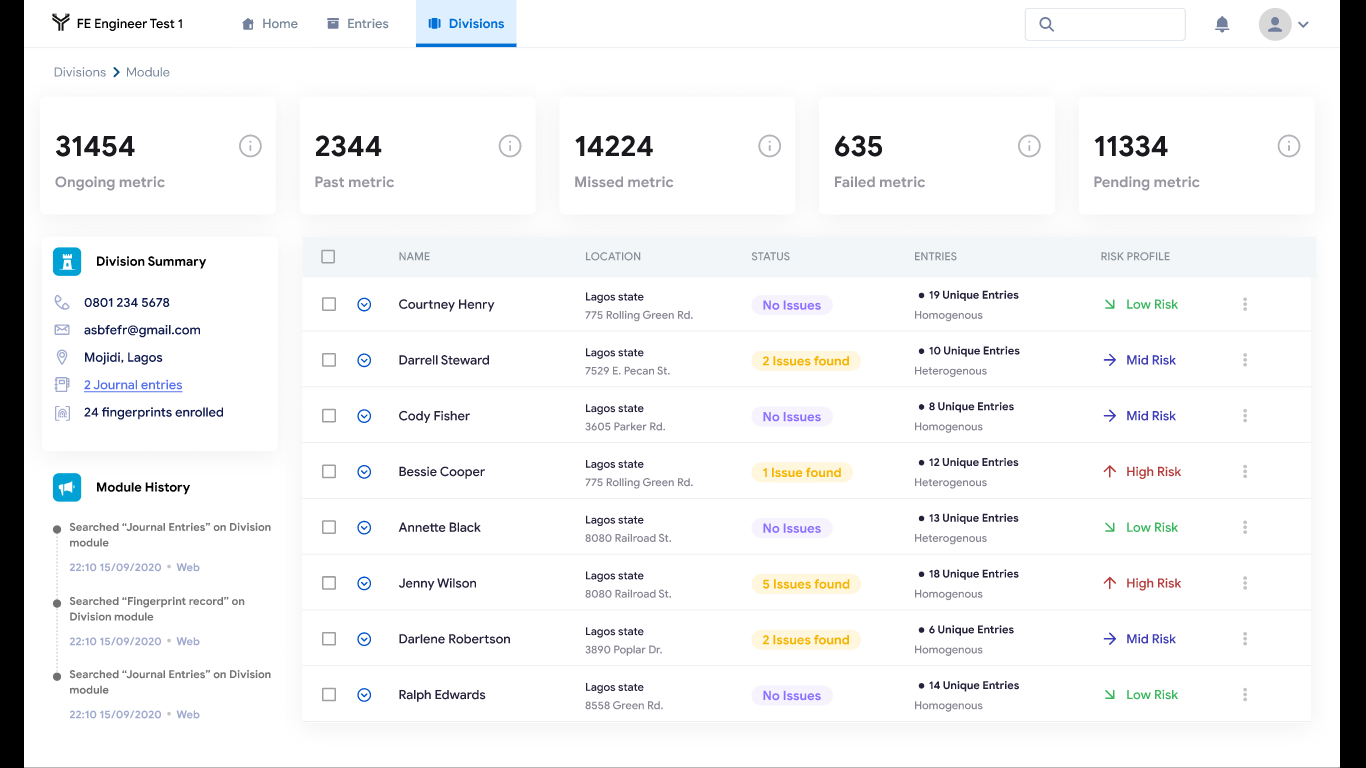 FE Engineer Test 1
Home
Entries
Divisions
Divisions
Module
31454
Ongoing metric
2344
Past metric
14224
Missed metric
635
Failed metric
11334
Pending metric
Division Summary
0801 234 5678
asbfefr@gmail.com
Mojidi, Lagos
2 Journal entries
24 fingerprints enrolled
Module History
Searched “Journal Entries” on Division
module
22:10 15/09/2020 • Web
Searched “Fingerprint record” on
Division module
22:10 15/09/2020 • Web
Searched “Journal Entries” on Division
module
22:10 15/09/2020 • Web
NAME LOCATION STATUS ENTRIES RISK PROFILE
Courtney Henry
Lagos state
775 Rolling Green Rd.
No Issues
• 19 Unique Entries
Homogenous
Low Risk
Darrell Steward
Lagos state
7529 E. Pecan St.
2 Issues found
• 10 Unique Entries
Heterogenous
Mid Risk
Cody Fisher
Lagos state
3605 Parker Rd.
No Issues
• 8 Unique Entries
Homogenous
Mid Risk
Bessie Cooper
Lagos state
775 Rolling Green Rd.
1 Issue found
• 12 Unique Entries
Heterogenous
High Risk
Annette Black
Lagos state
8080 Railroad St.
No Issues
• 13 Unique Entries
Heterogenous
Low Risk
Jenny Wilson
Lagos state
8080 Railroad St.
5 Issues found
• 18 Unique Entries
Homogenous
High Risk
Darlene Robertson
Lagos state
3890 Poplar Dr.
2 Issues found
• 6 Unique Entries
Homogenous
Mid Risk
Ralph Edwards
Lagos state
8558 Green Rd.
No Issues
• 14 Unique Entries
Homogenous
Low Risk